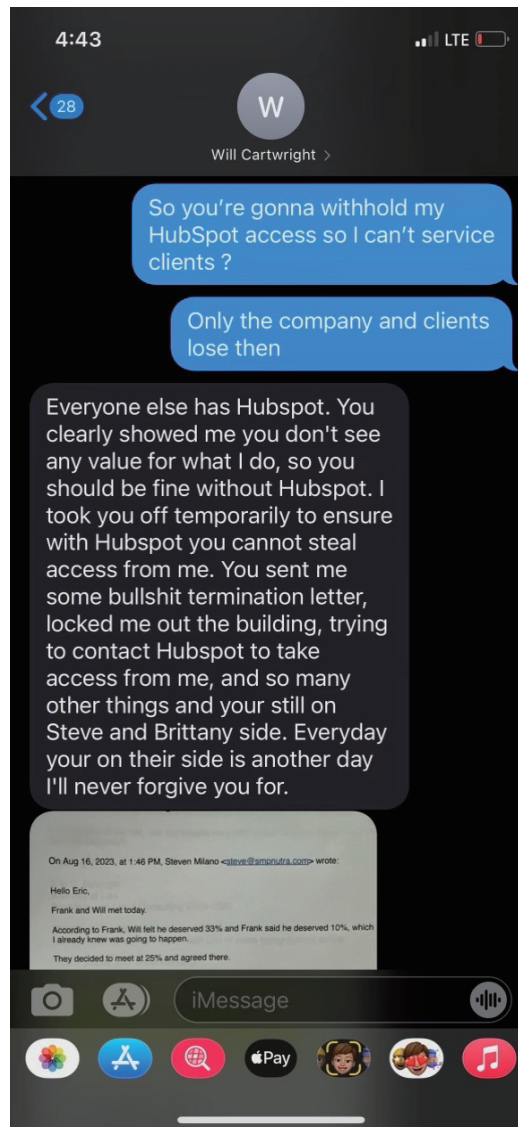 4:43
LTE
28
W
Will Cartwright >
So you're gonna withhold my
HubSpot access so I can't service
clients ?
Only the company and clients
lose then
Everyone else has Hubspot. You
clearly showed me you don't see
any value for what I do, so you
should be fine without Hubspot. I
took you off temporarily to ensure
with Hubspot you cannot steal
access from me. You sent me
some bullshit termination letter,
locked me out the building, trying
to contact Hubspot to take
access from me, and so many
other things and your still on
Steve and Brittany side. Everyday
your on their side is another day
I'll never forgive you for.
On Aug 16, 2023, at 1:46 PM, Steven Milano <steve@smpnutra.com> wrote:
Hello Eric,
Frank and Will met today.
According to Frank, Will felt he deserved 33% and Frank said he deserved 10%, which
I already knew was going to happen.
They decided to meet at 25% and agreed there.
iMessage
Pay